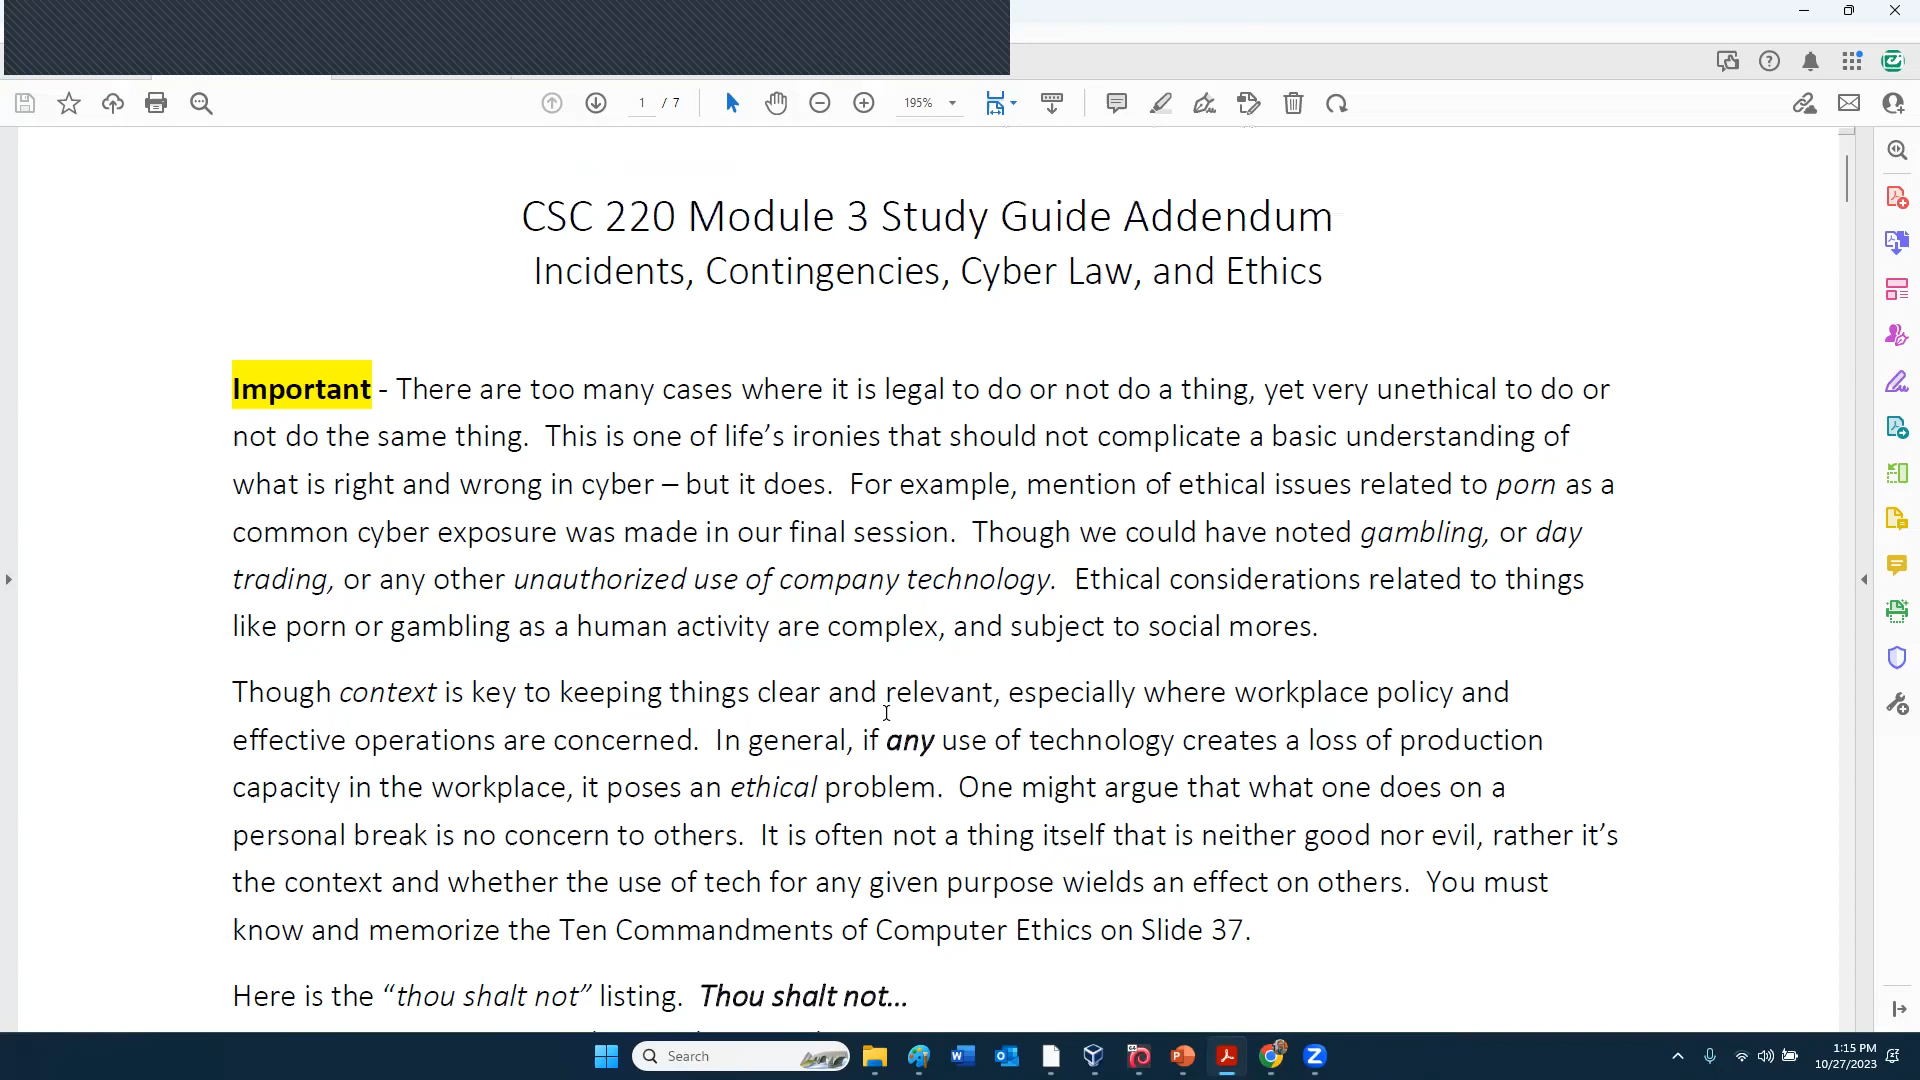 1 / 7
195%
CSC 220 Module 3 Study Guide Addendum
Incidents, Contingencies, Cyber Law, and Ethics
Important - There are too many cases where it is legal to do or not do a thing, yet very unethical to do or
not do the same thing.  This is one of life’s ironies that should not complicate a basic understanding of
what is right and wrong in cyber – but it does.  For example, mention of ethical issues related to porn as a
common cyber exposure was made in our final session.  Though we could have noted gambling, or day
trading, or any other unauthorized use of company technology.  Ethical considerations related to things
like porn or gambling as a human activity are complex, and subject to social mores.
Though context is key to keeping things clear and relevant, especially where workplace policy and
effective operations are concerned.  In general, if any use of technology creates a loss of production
capacity in the workplace, it poses an ethical problem.  One might argue that what one does on a
personal break is no concern to others.  It is often not a thing itself that is neither good nor evil, rather it’s
the context and whether the use of tech for any given purpose wields an effect on others.  You must
know and memorize the Ten Commandments of Computer Ethics on Slide 37.
Here is the “thou shalt not” listing.  Thou shalt not…
Search
1:15 PM
10/27/2023